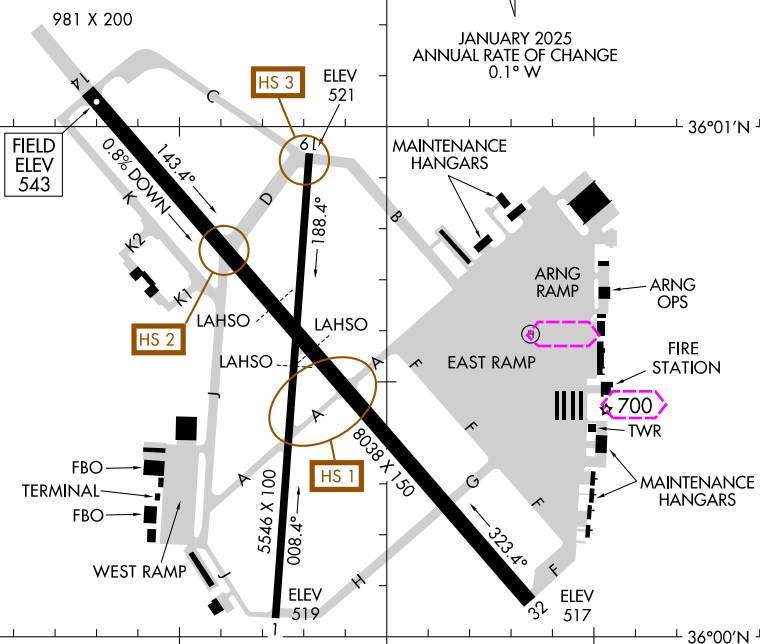 981 X 200
JANUARY 2025
ANNUAL RATE OF CHANGE
0.1° W
HS 3
ELEV
521
14
C
36°01'N
FIELD
ELEV
543
19
MAINTENANCE
HANGARS
143.4°
0.8% DOWN
K
D
188.4°
B
K2
K1
ARNG
RAMP
ARNG
OPS
HS 2
LAHSO
LAHSO
LAHSO
A
F
EAST RAMP
FIRE
STATION
700
J
A
F
TWR
8038 X 150
FBO
TERMINAL
FBO
A
HS 1
G
MAINTENANCE
HANGARS
5546 X 100
008.4°
F
323.4°
WEST RAMP
J
H
F
ELEV
519
1
32
ELEV
517
36°00'N